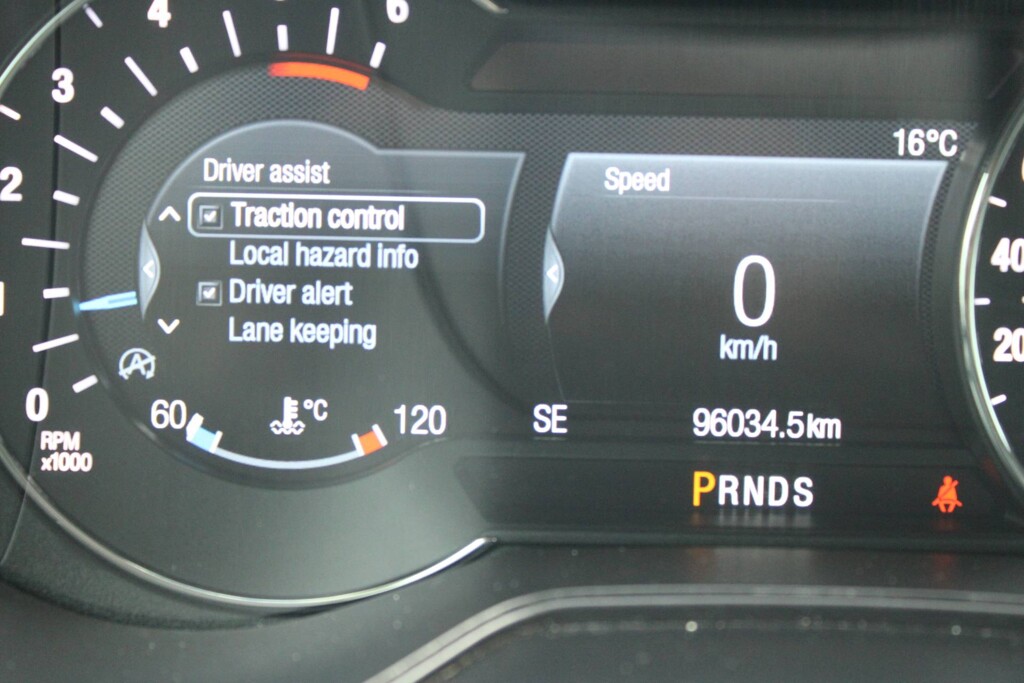 4
6
3
2
1
0
RPM
x1000
Driver assist
Traction control
Local hazard info
Driver alert
Lane keeping
A
60
°C
120
16°C
Speed
0
km/h
SE
96034.5km
PRNDS
40
20